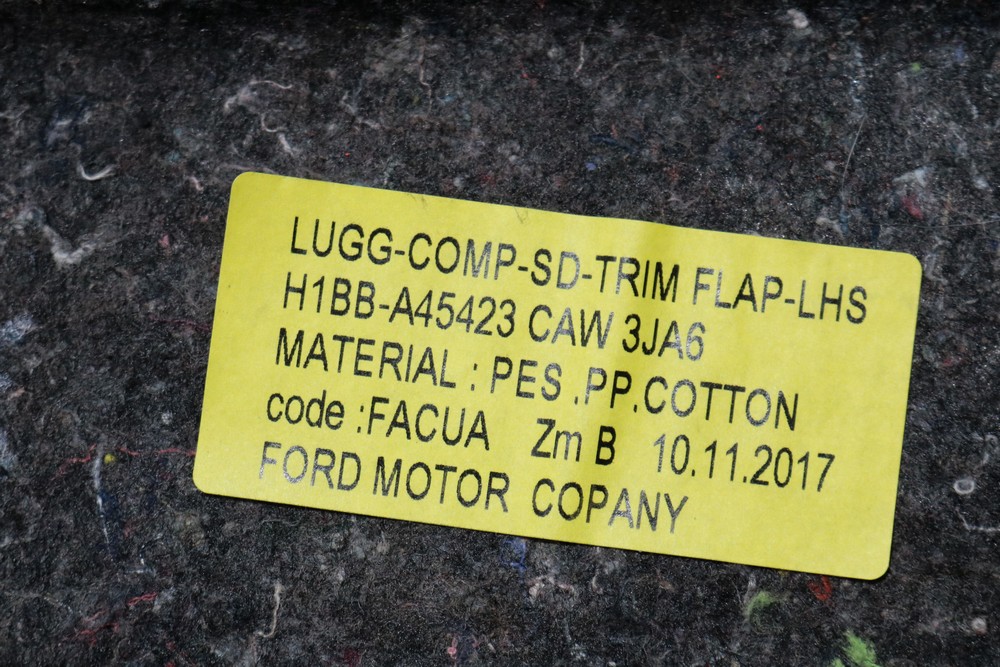 LUGG-COMP-SD-TRIM FLAP-LHS
H1BB-A45423 CAW 3JA6
MATERIAL : PES .PP.COTTON
code :FACUA Zm B 10.11.2017
FORD MOTOR COPANY